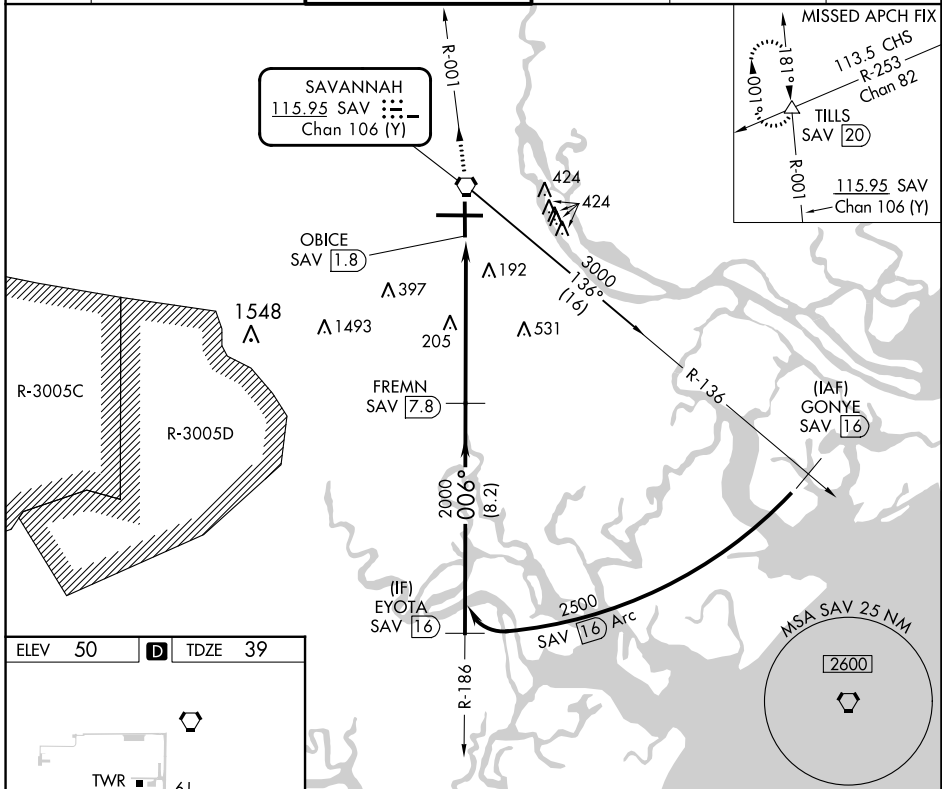 MISSED APCH FIX
181°
001°
113.5 CHS
R-253
Chan 82
TILLS
SAV 20
R-001
115.95 SAV
Chan 106 (Y)
R-001
SAVANNAH
115.95 SAV
Chan 106 (Y)
424
424
OBICE
SAV 1.8
192
3000
136°
(16)
397
1548
1493
205
531
R-3005C
R-3005D
FREMN
SAV 7.8
R-136
(IAF)
GONYE
SAV 16
2000
006°
(8.2)
(IF)
EYOTA
SAV 16
2500
SAV 16 Arc
R-186
MSA SAV 25 NM
2600
ELEV 50
D
TDZE 39
TWR